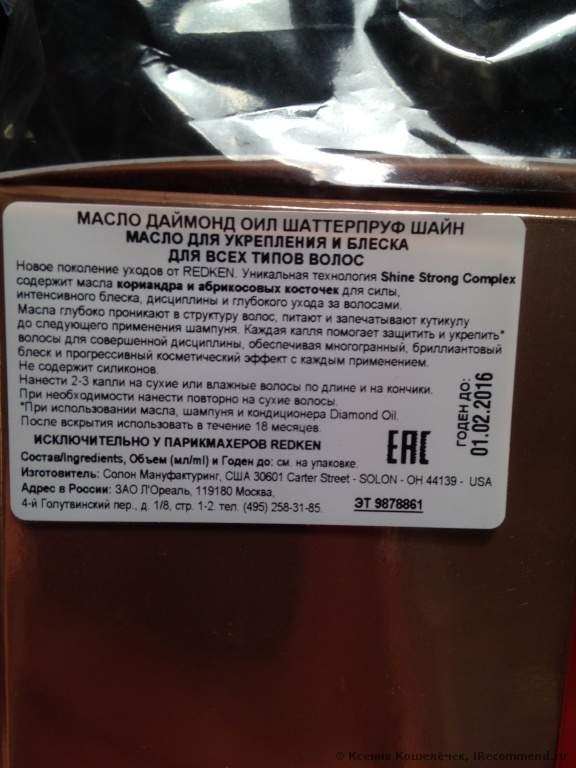 МАСЛО ДАЙМОНД ОИЛ ШАТТЕРПРУФ ШАЙН
МАСЛО ДЛЯ УКРЕПЛЕНИЯ И БЛЕСКА
ДЛЯ ВСЕХ ТИПОВ ВОЛОС
Новое поколение уходов от REDKEN. Уникальная технология Shine Strong Complex
содержит масла кориандра и абрикосовых косточек для силы,
интенсивного блеска, дисциплины и глубокого ухода за волосами.
Масла глубоко проникают в структуру волос, питают и запечатывают кутикулу
до следующего применения шампуня. Каждая капля помогает защитить и укрепить*
волосы для совершенной дисциплины, обеспечивая многогранный, бриллиантовый
блеск и прогрессивный косметический эффект с каждым применением.
Не содержит силиконов.
Нанести 2-3 капли на сухие или влажные волосы по длине и на кончики.
При необходимости нанести повторно на сухие волосы.
*При использовании масла, шампуня и кондиционера Diamond Oil.
После вскрытия использовать в течение 18 месяцев.
ИСКЛЮЧИТЕЛЬНО У ПАРИКМАХЕРОВ REDKEN
Состав/Ingredients, Объем (мл/ml) и Годен до: см. на упаковке.
Изготовитель: Солон Мануфактуринг, США 30601 Carter Street - SOLON - OH 44139 - USA
Адрес в России: ЗАО Л'Ореаль, 119180 Москва,
4-й Голутвинский пер., д. 1/8, стр. 1-2. тел. (495) 258-31-85.
ЭТ 9878861
EAC
ГОДЕН ДО:
01.02.2016
© Ксения Кошелёчек, IRecommend.ru